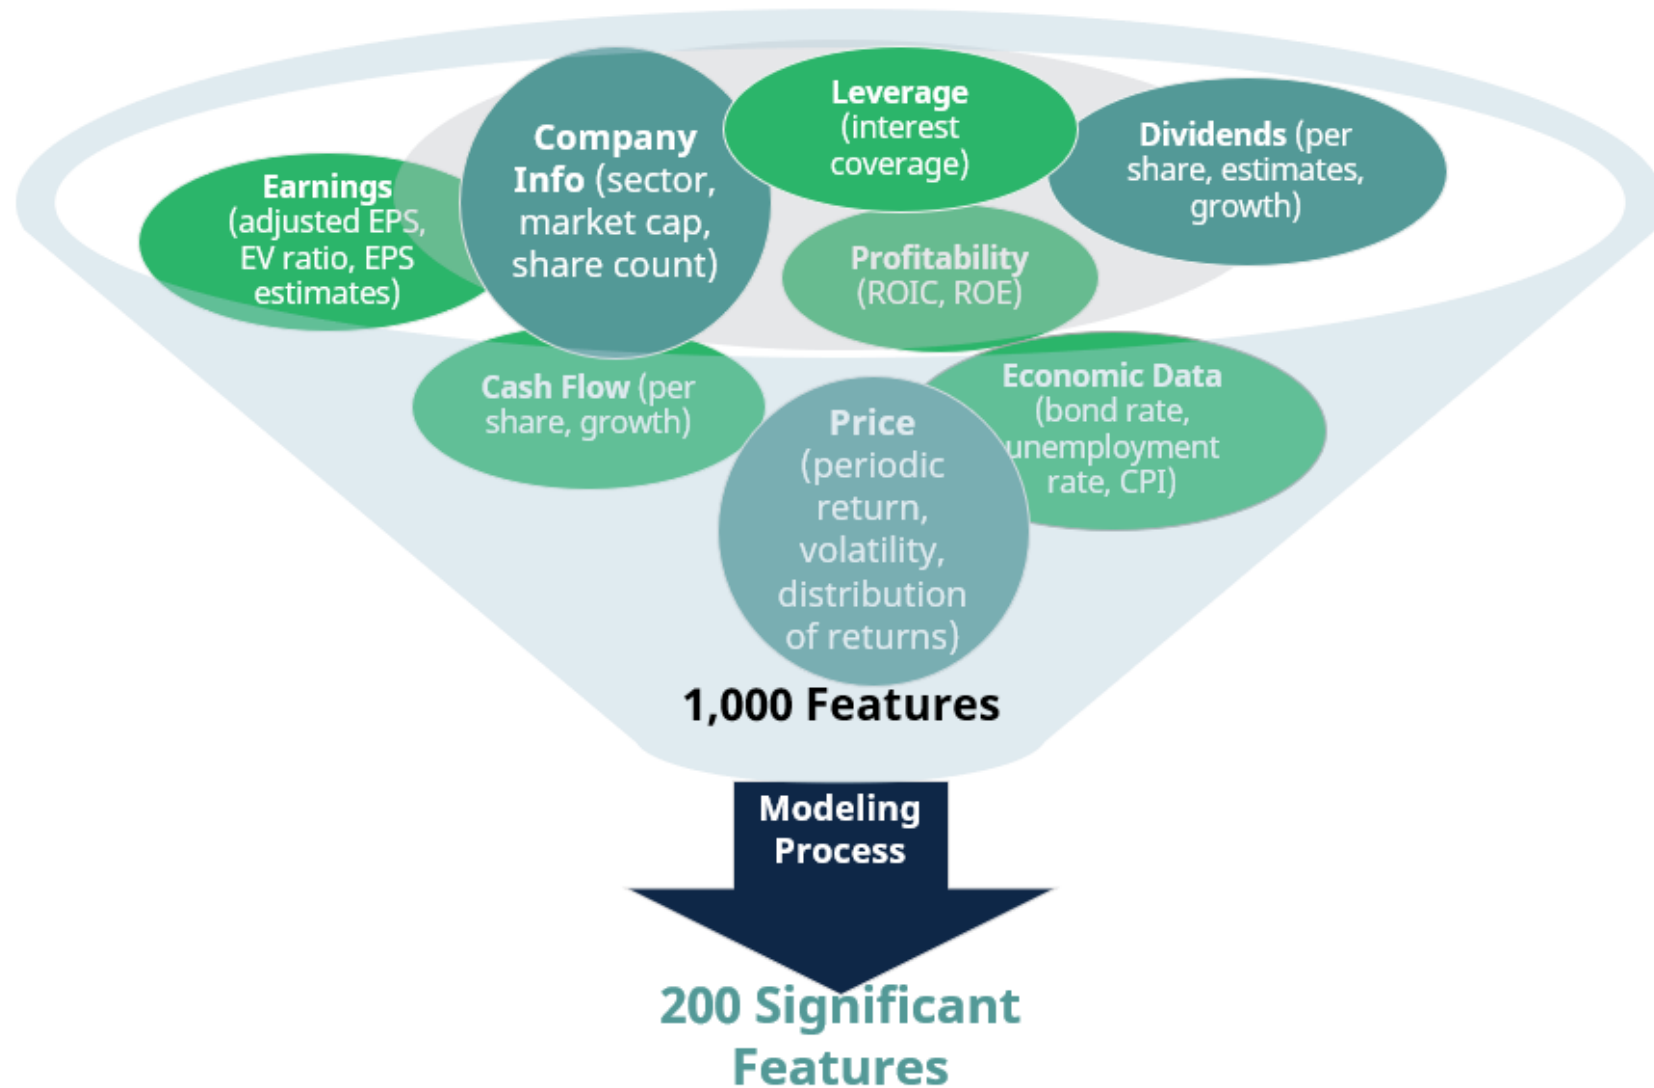 Leverage
(interest
coverage)
Company
Info (sector,
market cap,
share count)
Dividends (per
share, estimates,
growth)
Earnings
(adjusted EPS,
EV ratio, EPS
estimates)
Profitability
(ROIC, ROE)
Cash Flow (per
share, growth)
Economic Data
(bond rate,
unemployment
rate, CPI)
Price
(periodic
return,
volatility,
distribution
of returns)
1,000 Features
Modeling
Process
200 Significant
Features